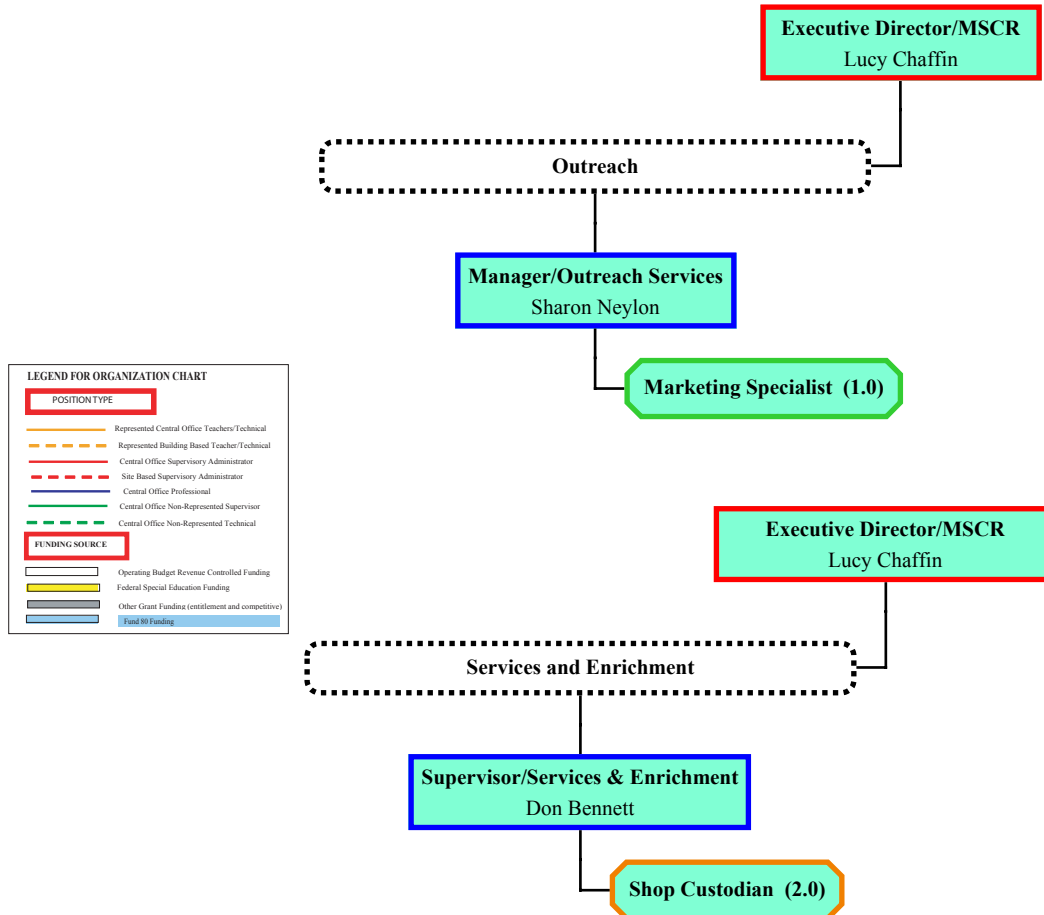 Executive Director/MSCR
Lucy Chaffin
Outreach
Manager/Outreach Services
Sharon Neylon
Marketing Specialist (1.0)
LEGEND FOR ORGANIZATION CHART
POSITION TYPE
Represented Central Office Teachers/Technical
Represented Building Based Teacher/Technical
Central Office Supervisory Administrator
Site Based Supervisory Administrator
Central Office Professional
Central Office Non-Represented Supervisor
Central Office Non-Represented Technical
FUNDING SOURCE
Operating Budget Revenue Controlled Funding
Federal Special Education Funding
Other Grant Funding (entitlement and competitive)
Fund 80 Funding
Executive Director/MSCR
Lucy Chaffin
Services and Enrichment
Supervisor/Services & Enrichment
Don Bennett
Shop Custodian (2.0)